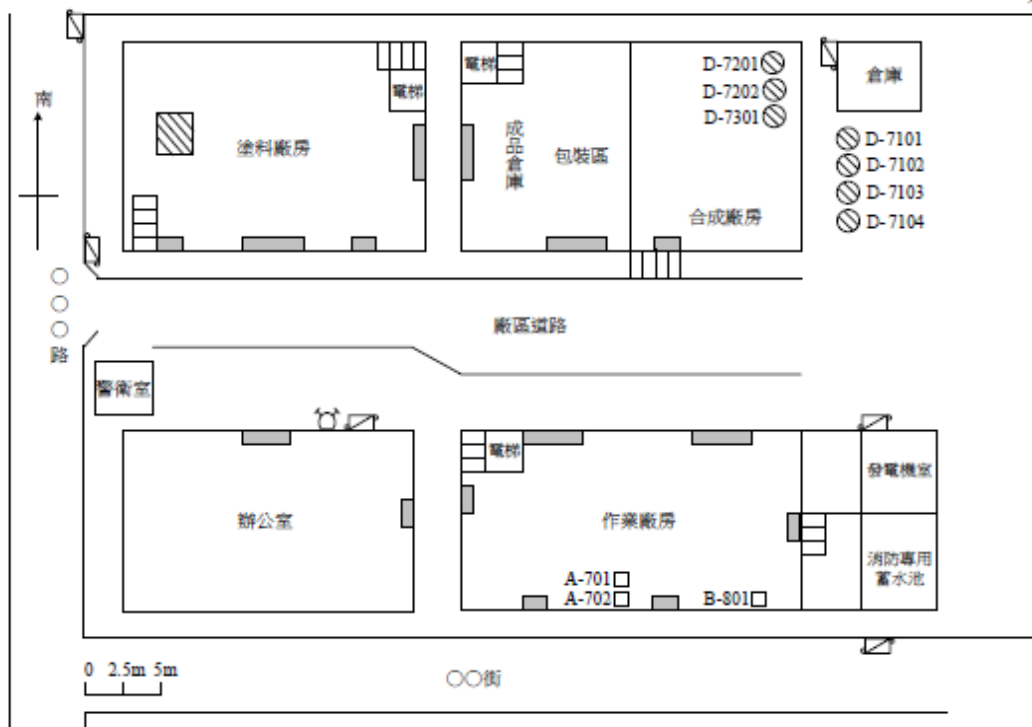 南
電梯
塗料廠房
電梯
成品倉庫
包裝區
合成廠房
D-7201
D-7202
D-7301
倉庫
D-7101
D-7102
D-7103
D-7104
○○○路
廠區道路
警衛室
辦公室
電梯
作業廠房
A-701
A-702
B-801
發電機室
消防專用
蓄水池
0 2.5m 5m
○○街